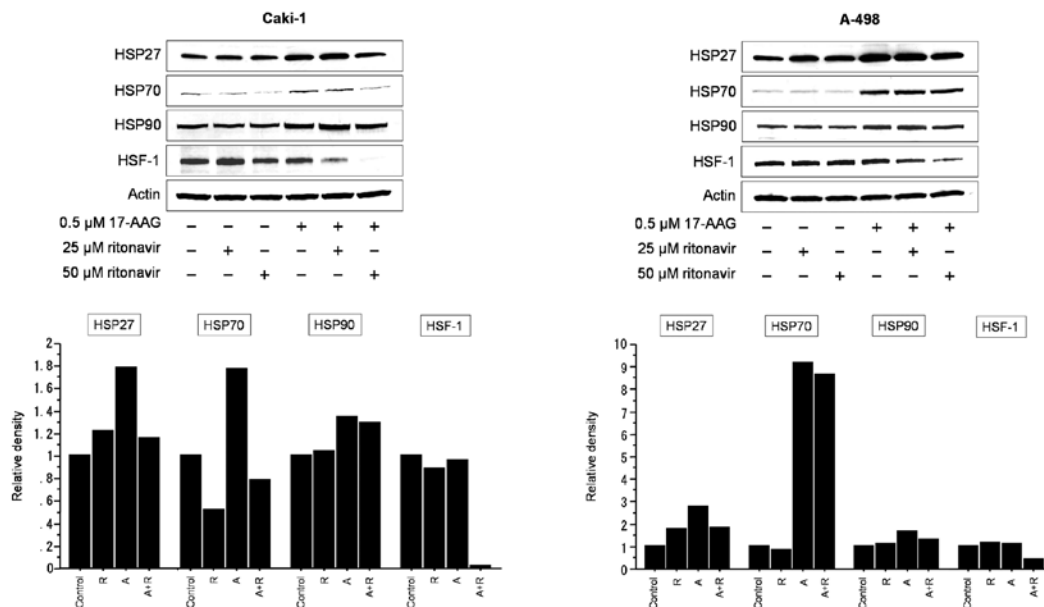 Caki-1
HSP27
HSP70
HSP90
HSF-1
Actin
0.5 µM 17-AAG − − − + + +
25 µM ritonavir − + − − + −
50 µM ritonavir − − + − − +
HSP27 HSP70 HSP90 HSF-1
Relative density
2
1.8
1.6
1.4
1.2
1
.8
.6
.4
.2
0
Control R A A+R Control R A A+R Control R A A+R Control R A A+R
A-498
HSP27
HSP70
HSP90
HSF-1
Actin
0.5 µM 17-AAG − − − + + +
25 µM ritonavir − + − − + −
50 µM ritonavir − − + − − +
HSP27 HSP70 HSP90 HSF-1
Relative density
10
9
8
7
6
5
4
3
2
1
0
Control R A A+R Control R A A+R Control R A A+R Control R A A+R